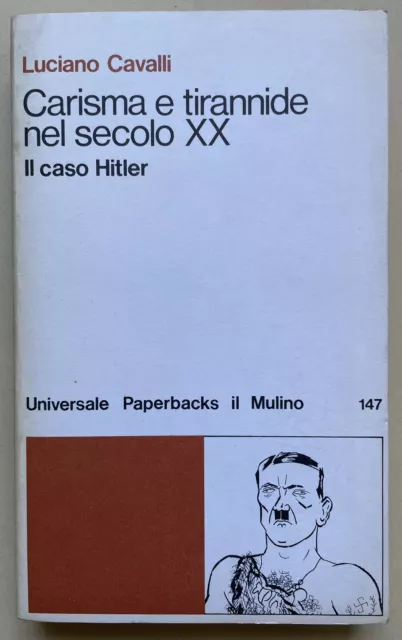 Luciano Cavalli
Carisma e tirannide
nel secolo XX
Il caso Hitler
Universale Paperbacks il Mulino 147